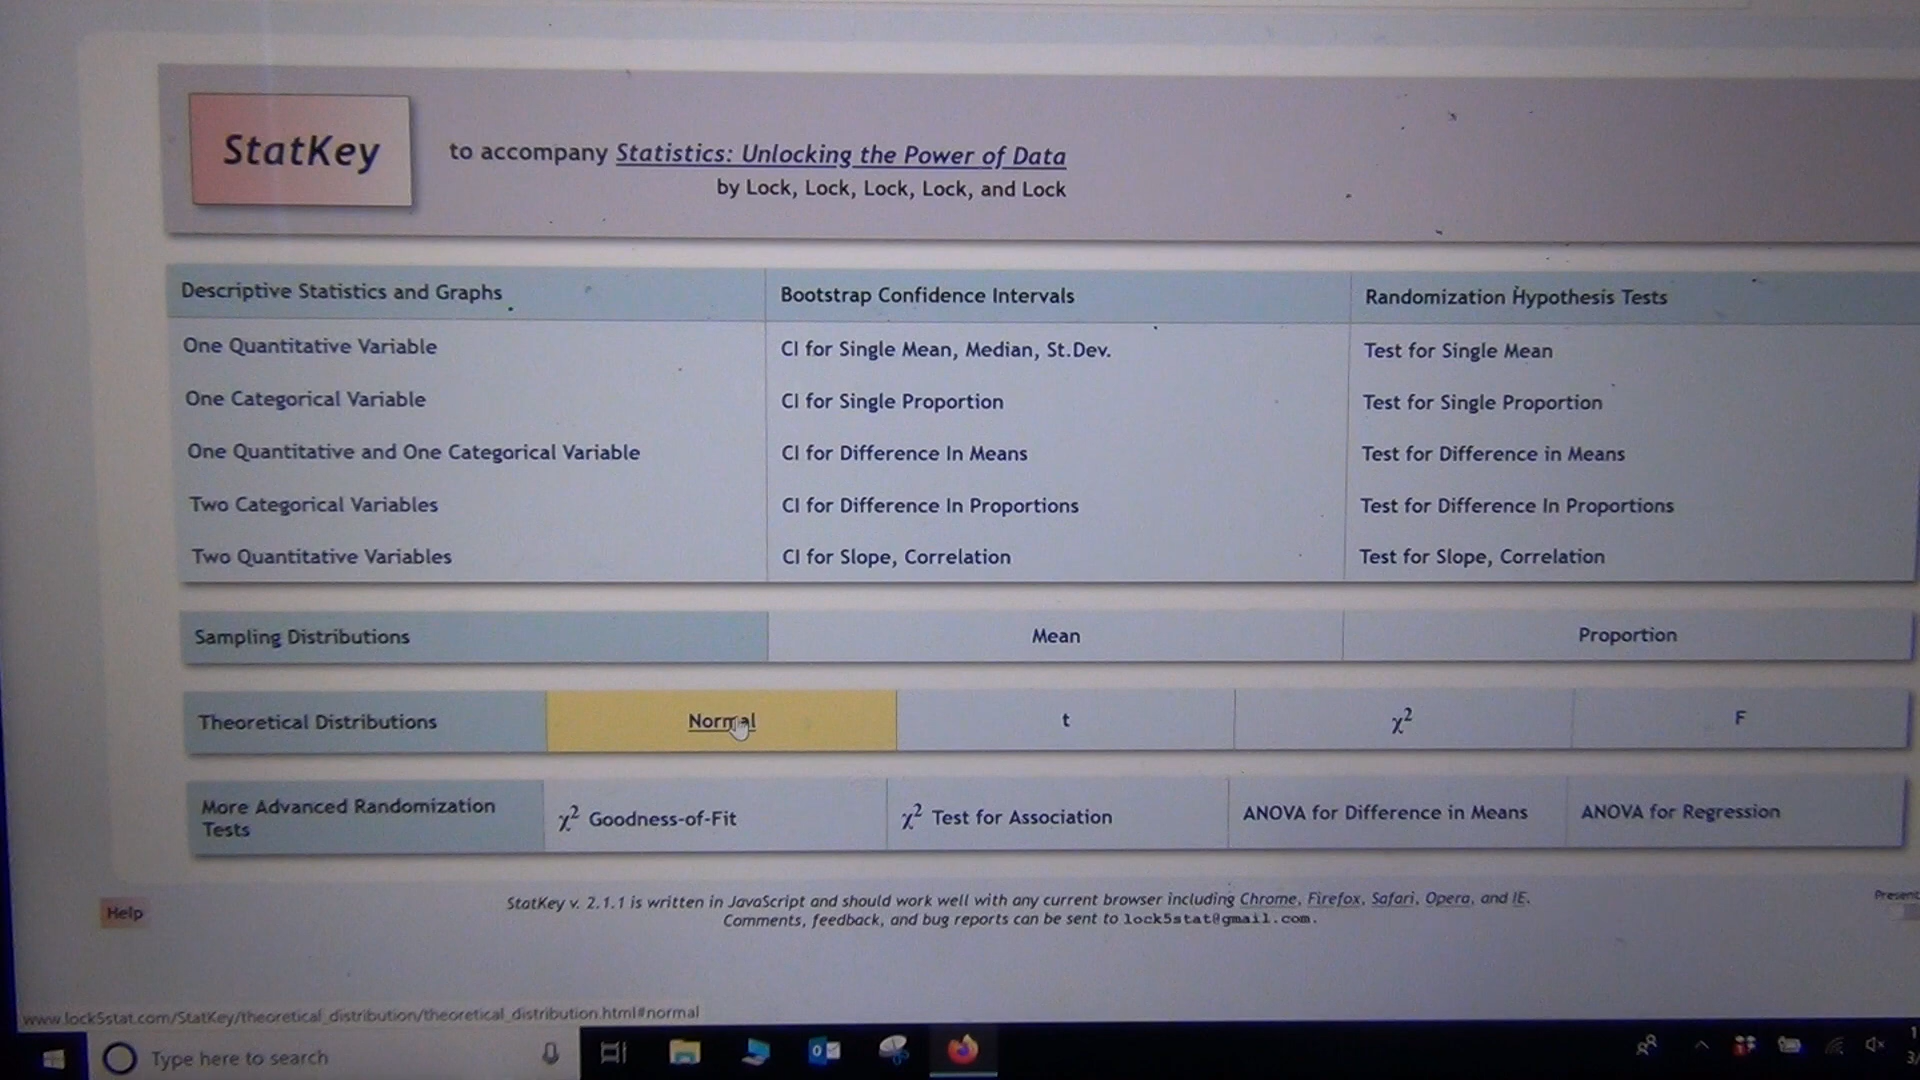 StatKey
to accompany Statistics: Unlocking the Power of Data
by Lock, Lock, Lock, Lock, and Lock
Descriptive Statistics and Graphs
Bootstrap Confidence Intervals
Randomization Hypothesis Tests
One Quantitative Variable
CI for Single Mean, Median, St.Dev.
Test for Single Mean
One Categorical Variable
CI for Single Proportion
Test for Single Proportion
One Quantitative and One Categorical Variable
CI for Difference In Means
Test for Difference in Means
Two Categorical Variables
CI for Difference In Proportions
Test for Difference In Proportions
Two Quantitative Variables
CI for Slope, Correlation
Test for Slope, Correlation
Sampling Distributions
Mean
Proportion
Theoretical Distributions
Normal
t
χ²
F
More Advanced Randomization
Tests
χ² Goodness-of-Fit
χ² Test for Association
ANOVA for Difference in Means
ANOVA for Regression
StatKey v. 2.1.1 is written in JavaScript and should work well with any current browser including Chrome, Firefox, Safari, Opera, and IE.
Comments, feedback, and bug reports can be sent to lock5stat@gmail.com.
Help
Present
www.lock5stat.com/StatKey/theoretical_distribution/theoretical_distribution.html#normal
Type here to search